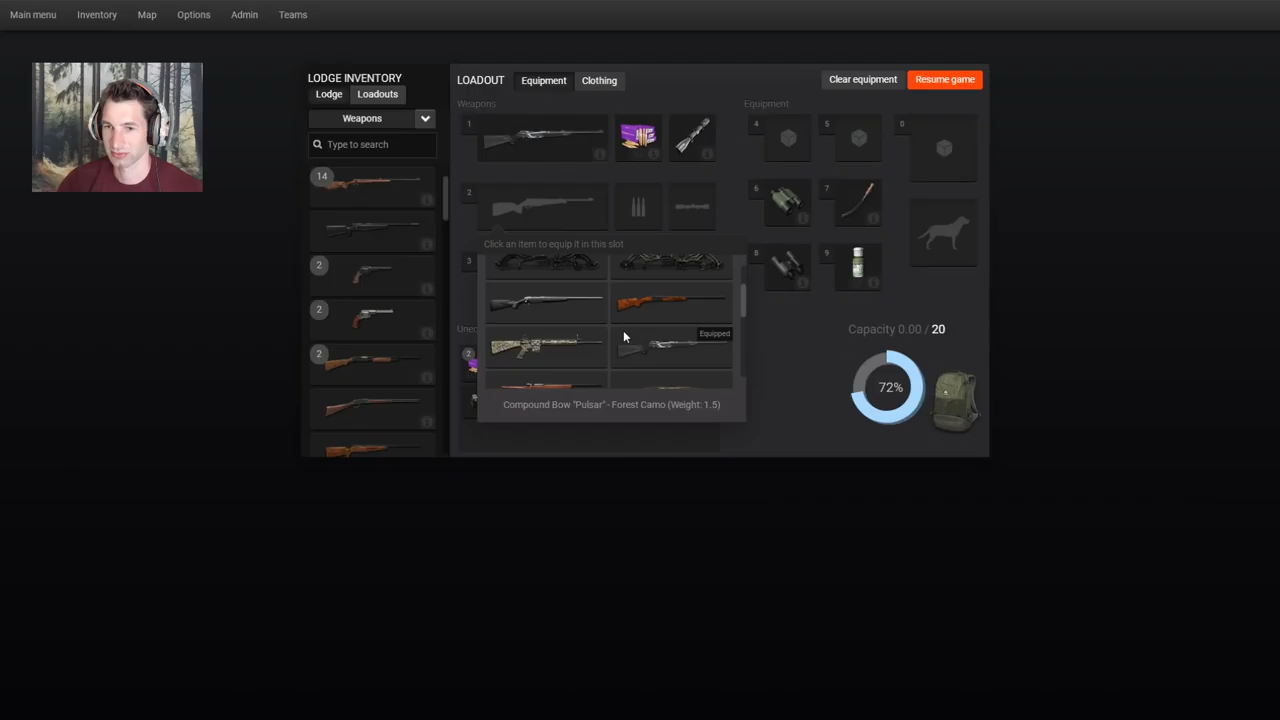 Main menu
Inventory
Map
Options
Admin
Teams
LODGE INVENTORY
Lodge
Loadouts
Weapons
Type to search
14
2
2
2
LOADOUT
Equipment
Clothing
Clear equipment
Resume game
Weapons
1
2
3
Click an item to equip it in this slot
Equipped
2
Compound Bow "Pulsar" - Forest Camo (Weight: 1.5)
Equipment
4
5
0
6
7
8
9
Capacity 0.00 / 20
72%